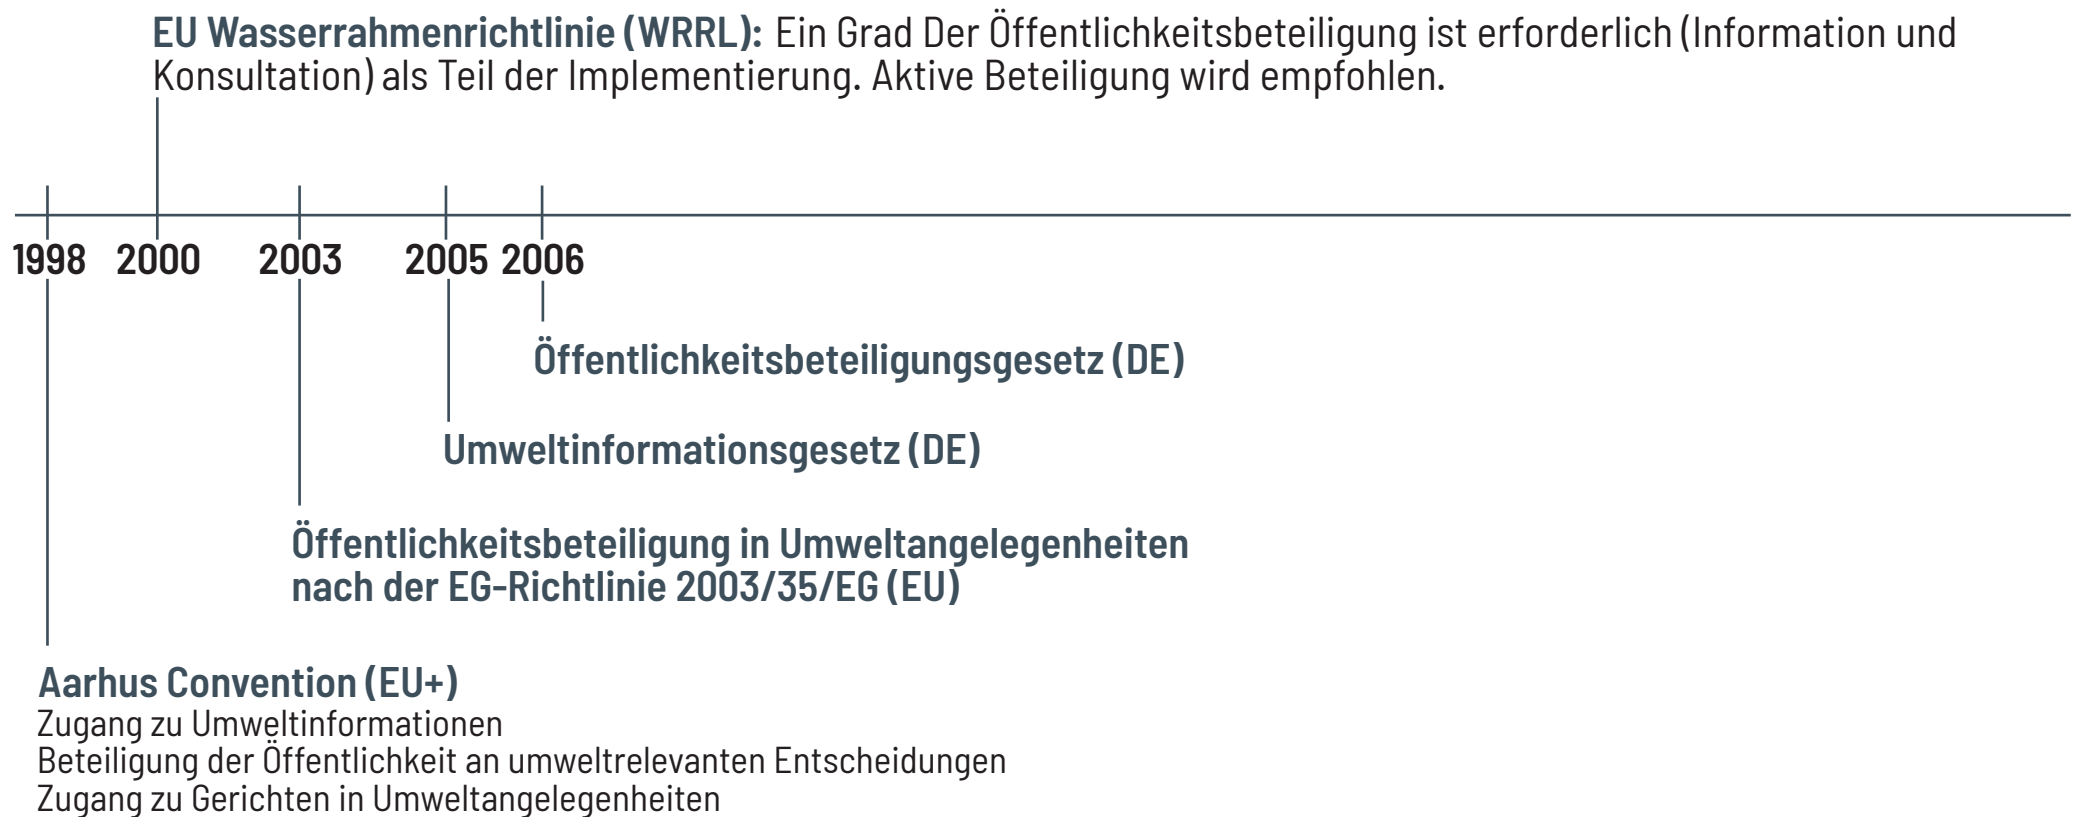 EU Wasserrahmenrichtlinie (WRRL): Ein Grad Der Öffentlichkeitsbeteiligung ist erforderlich (Information und
Konsultation) als Teil der Implementierung. Aktive Beteiligung wird empfohlen.
1998 2000 2003 2005 2006
Öffentlichkeitsbeteiligungsgesetz (DE)
Umweltinformationsgesetz (DE)
Öffentlichkeitsbeteiligung in Umweltangelegenheiten
nach der EG-Richtlinie 2003/35/EG (EU)
Aarhus Convention (EU+)
Zugang zu Umweltinformationen
Beteiligung der Öffentlichkeit an umweltrelevanten Entscheidungen
Zugang zu Gerichten in Umweltangelegenheiten